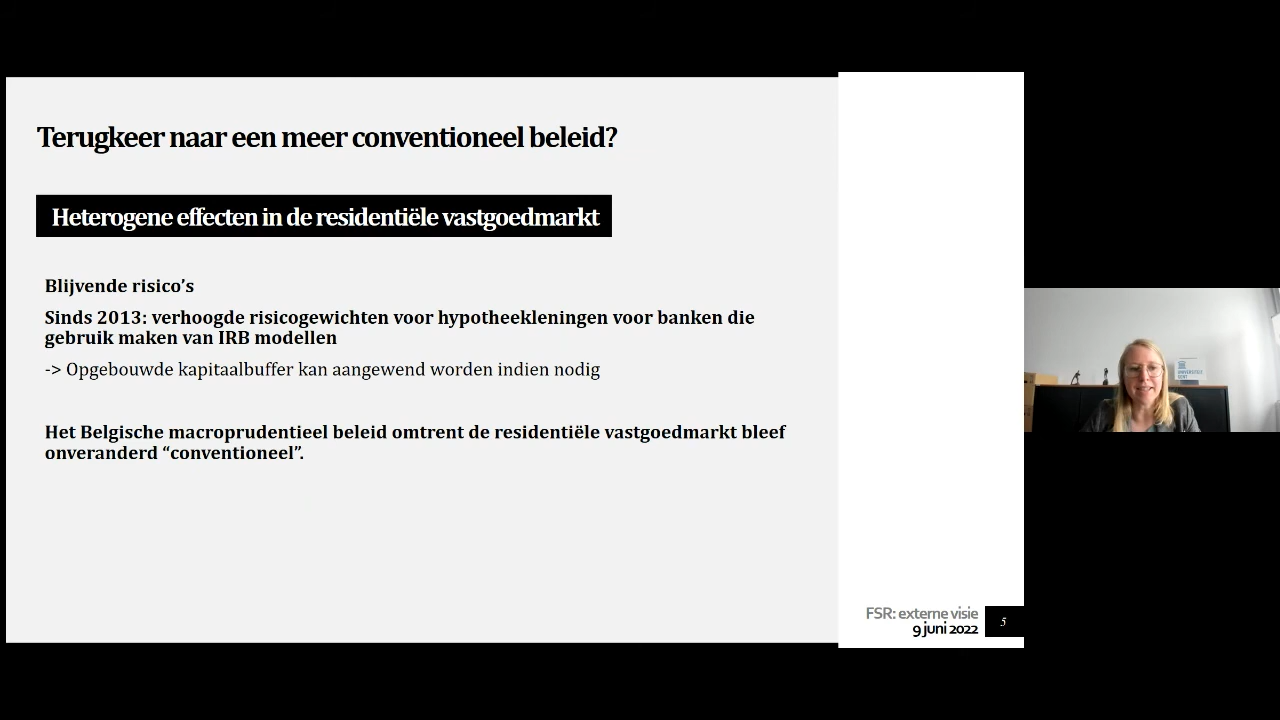 Terugkeer naar een meer conventioneel beleid?
Heterogene effecten in de residentiële vastgoedmarkt
Blijvende risico’s
Sinds 2013: verhoogde risicogewichten voor hypotheekleningen voor banken die
gebruik maken van IRB modellen
-> Opgebouwde kapitaalbuffer kan aangewend worden indien nodig
Het Belgische macroprudentieel beleid omtrent de residentiële vastgoedmarkt bleef
onveranderd “conventioneel”.
UNIVERSITEIT
GENT
FSR: externe visie
9 juni 2022
5